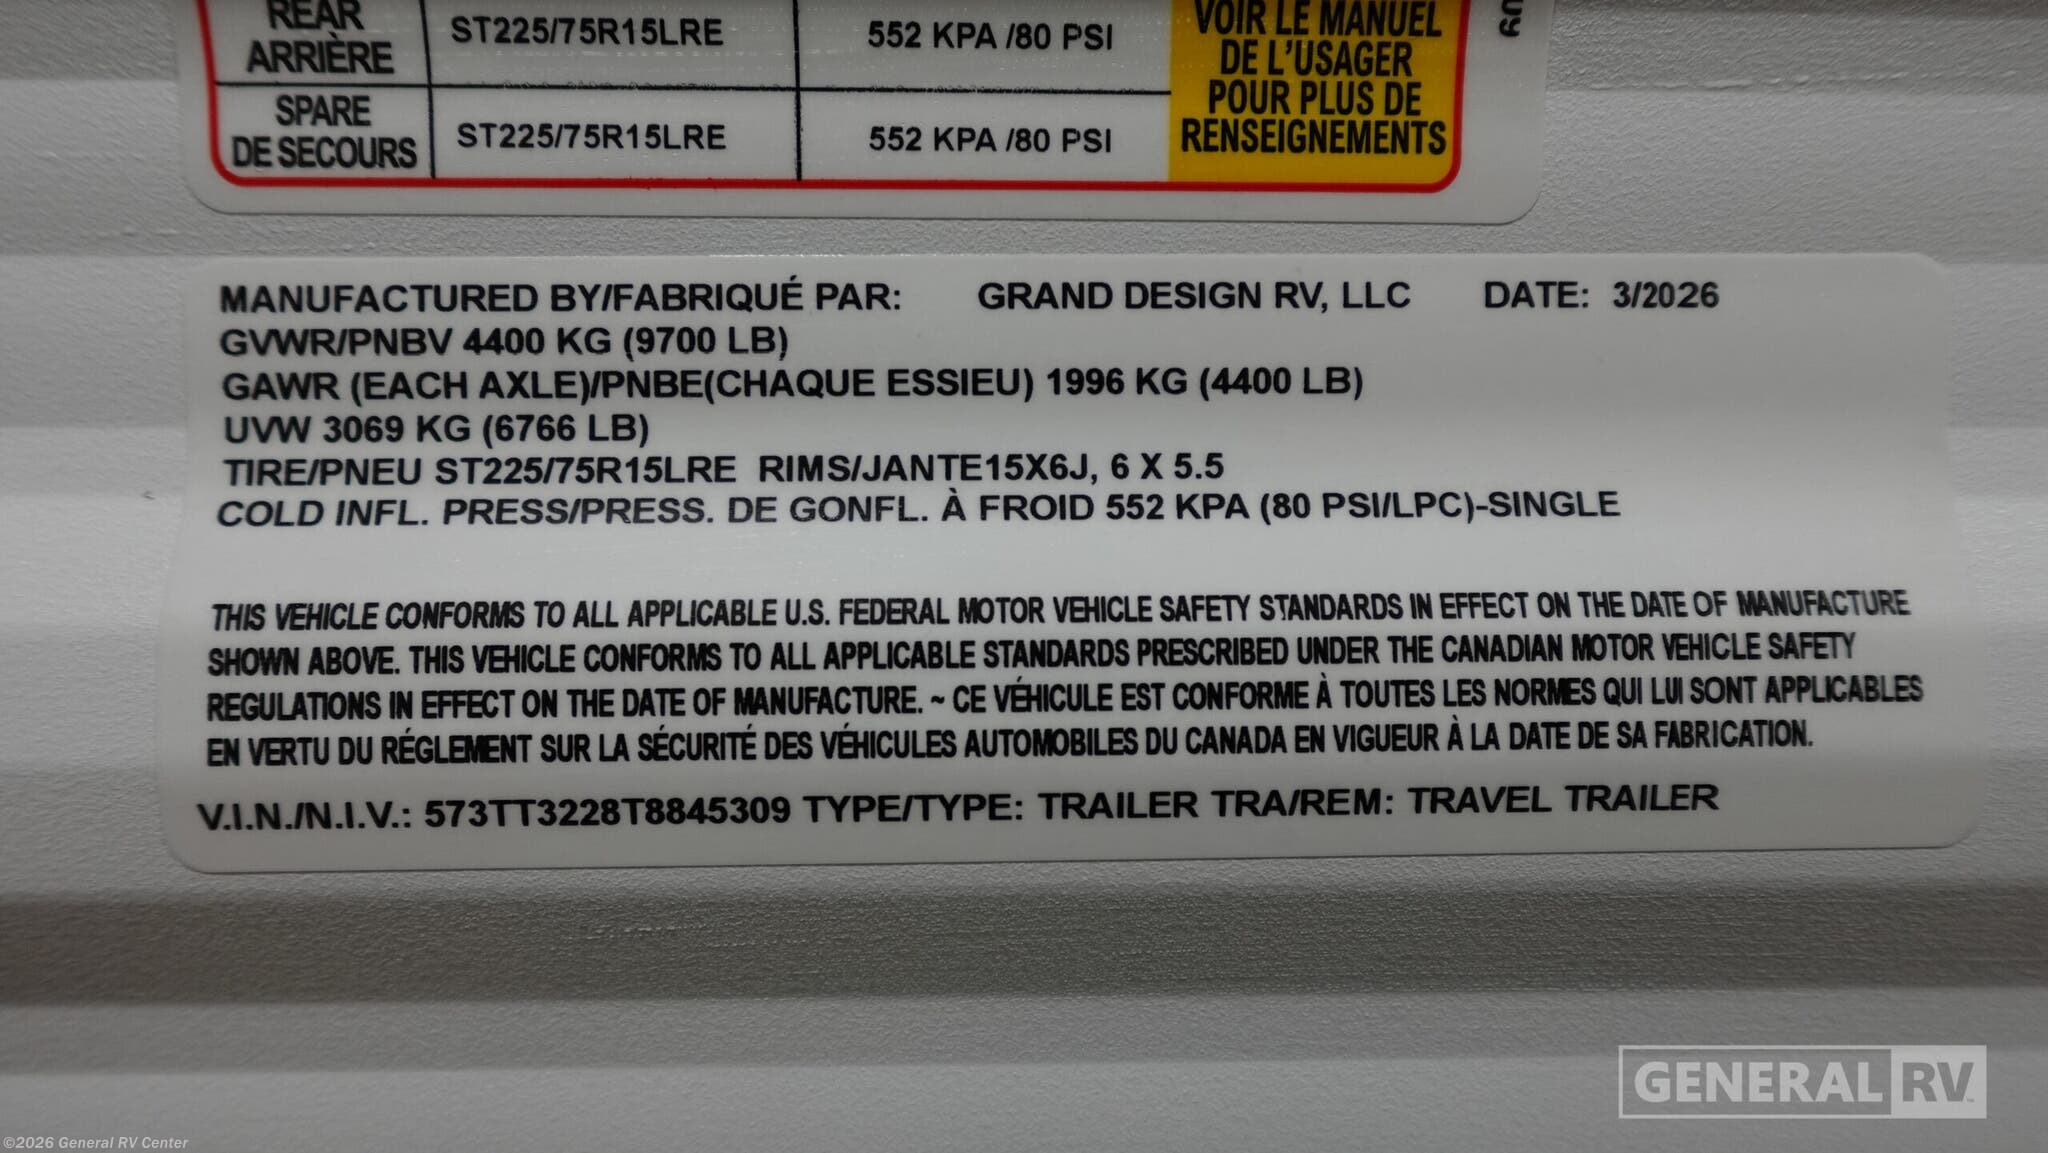 REAR
ARRIÈRE
ST225/75R15LRE
552 KPA /80 PSI
SPARE
DE SECOURS
ST225/75R15LRE
552 KPA /80 PSI
VOIR LE MANUEL
DE L'USAGER
POUR PLUS DE
RENSEIGNEMENTS
MANUFACTURED BY/FABRIQUÉ PAR: GRAND DESIGN RV, LLC DATE: 3/2026
GVWR/PNBV 4400 KG (9700 LB)
GAWR (EACH AXLE)/PNBE(CHAQUE ESSIEU) 1996 KG (4400 LB)
UVW 3069 KG (6766 LB)
TIRE/PNEU ST225/75R15LRE RIMS/JANTE15X6J, 6 X 5.5
COLD INFL. PRESS/PRESS. DE GONFL. À FROID 552 KPA (80 PSI/LPC)-SINGLE
THIS VEHICLE CONFORMS TO ALL APPLICABLE U.S. FEDERAL MOTOR VEHICLE SAFETY STANDARDS IN EFFECT ON THE DATE OF MANUFACTURE
SHOWN ABOVE. THIS VEHICLE CONFORMS TO ALL APPLICABLE STANDARDS PRESCRIBED UNDER THE CANADIAN MOTOR VEHICLE SAFETY
REGULATIONS IN EFFECT ON THE DATE OF MANUFACTURE. ~ CE VÉHICULE EST CONFORME À TOUTES LES NORMES QUI LUI SONT APPLICABLES
EN VERTU DU RÉGLEMENT SUR LA SÉCURITÉ DES VÉHICULES AUTOMOBILES DU CANADA EN VIGUEUR À LA DATE DE SA FABRICATION.
V.I.N./N.I.V.: 573TT3228T8845309 TYPE/TYPE: TRAILER TRA/REM: TRAVEL TRAILER
GENERAL RV
©2026 General RV Center